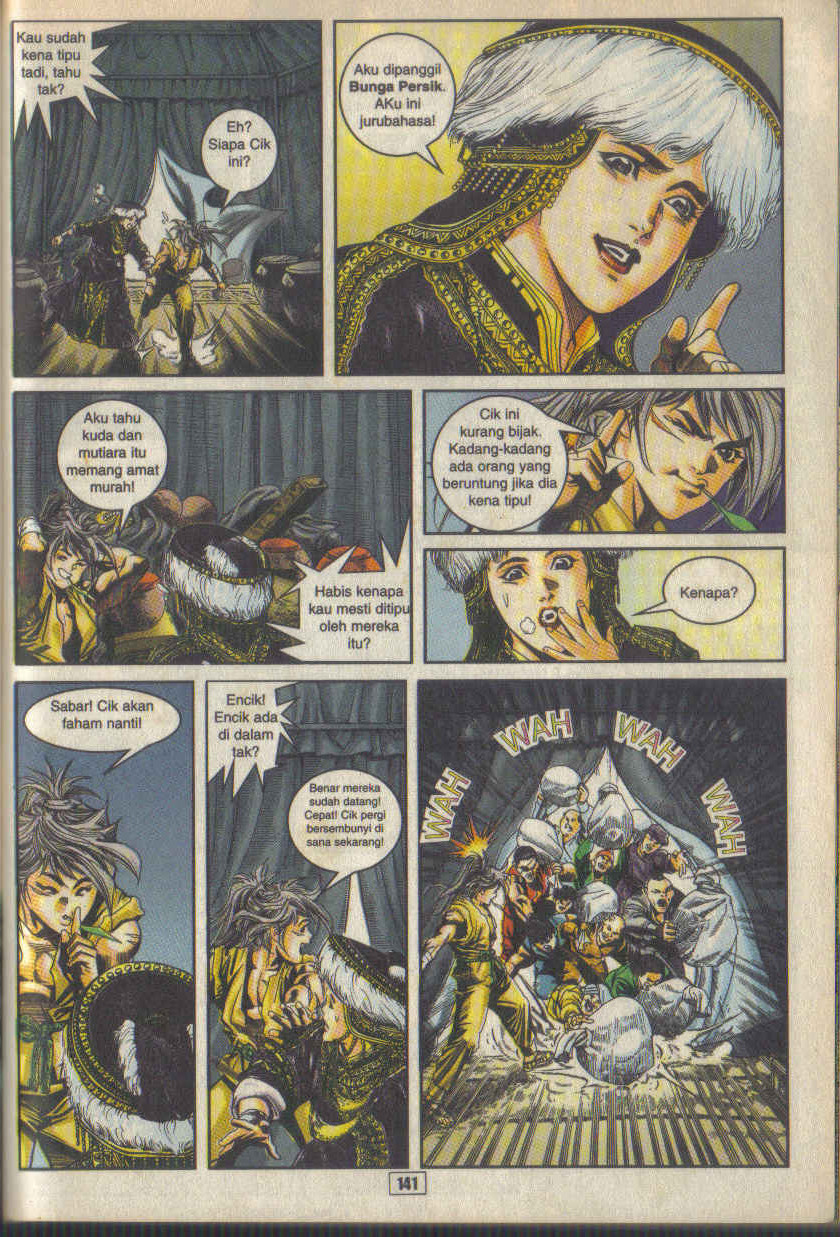 Kau sudah
kena tipu
tadi, tahu
tak?
Eh?
Siapa Cik
ini?
Aku dipanggil
Bunga Persik.
AKu ini
jurubahasa!
Aku tahu
kuda dan
mutiara itu
memang amat
murah!
Habis kenapa
kau mesti ditipu
oleh mereka
itu?
Cik ini
kurang bijak.
Kadang-kadang
ada orang yang
beruntung jika dia
kena tipu!
Kenapa?
Sabar! Cik akan
faham nanti!
Encik!
Encik ada
di dalam
tak?
Benar mereka
sudah datang!
Cepat! Cik pergi
bersembunyi di
sana sekarang!
WAH
WAH
WAH
WAH
141